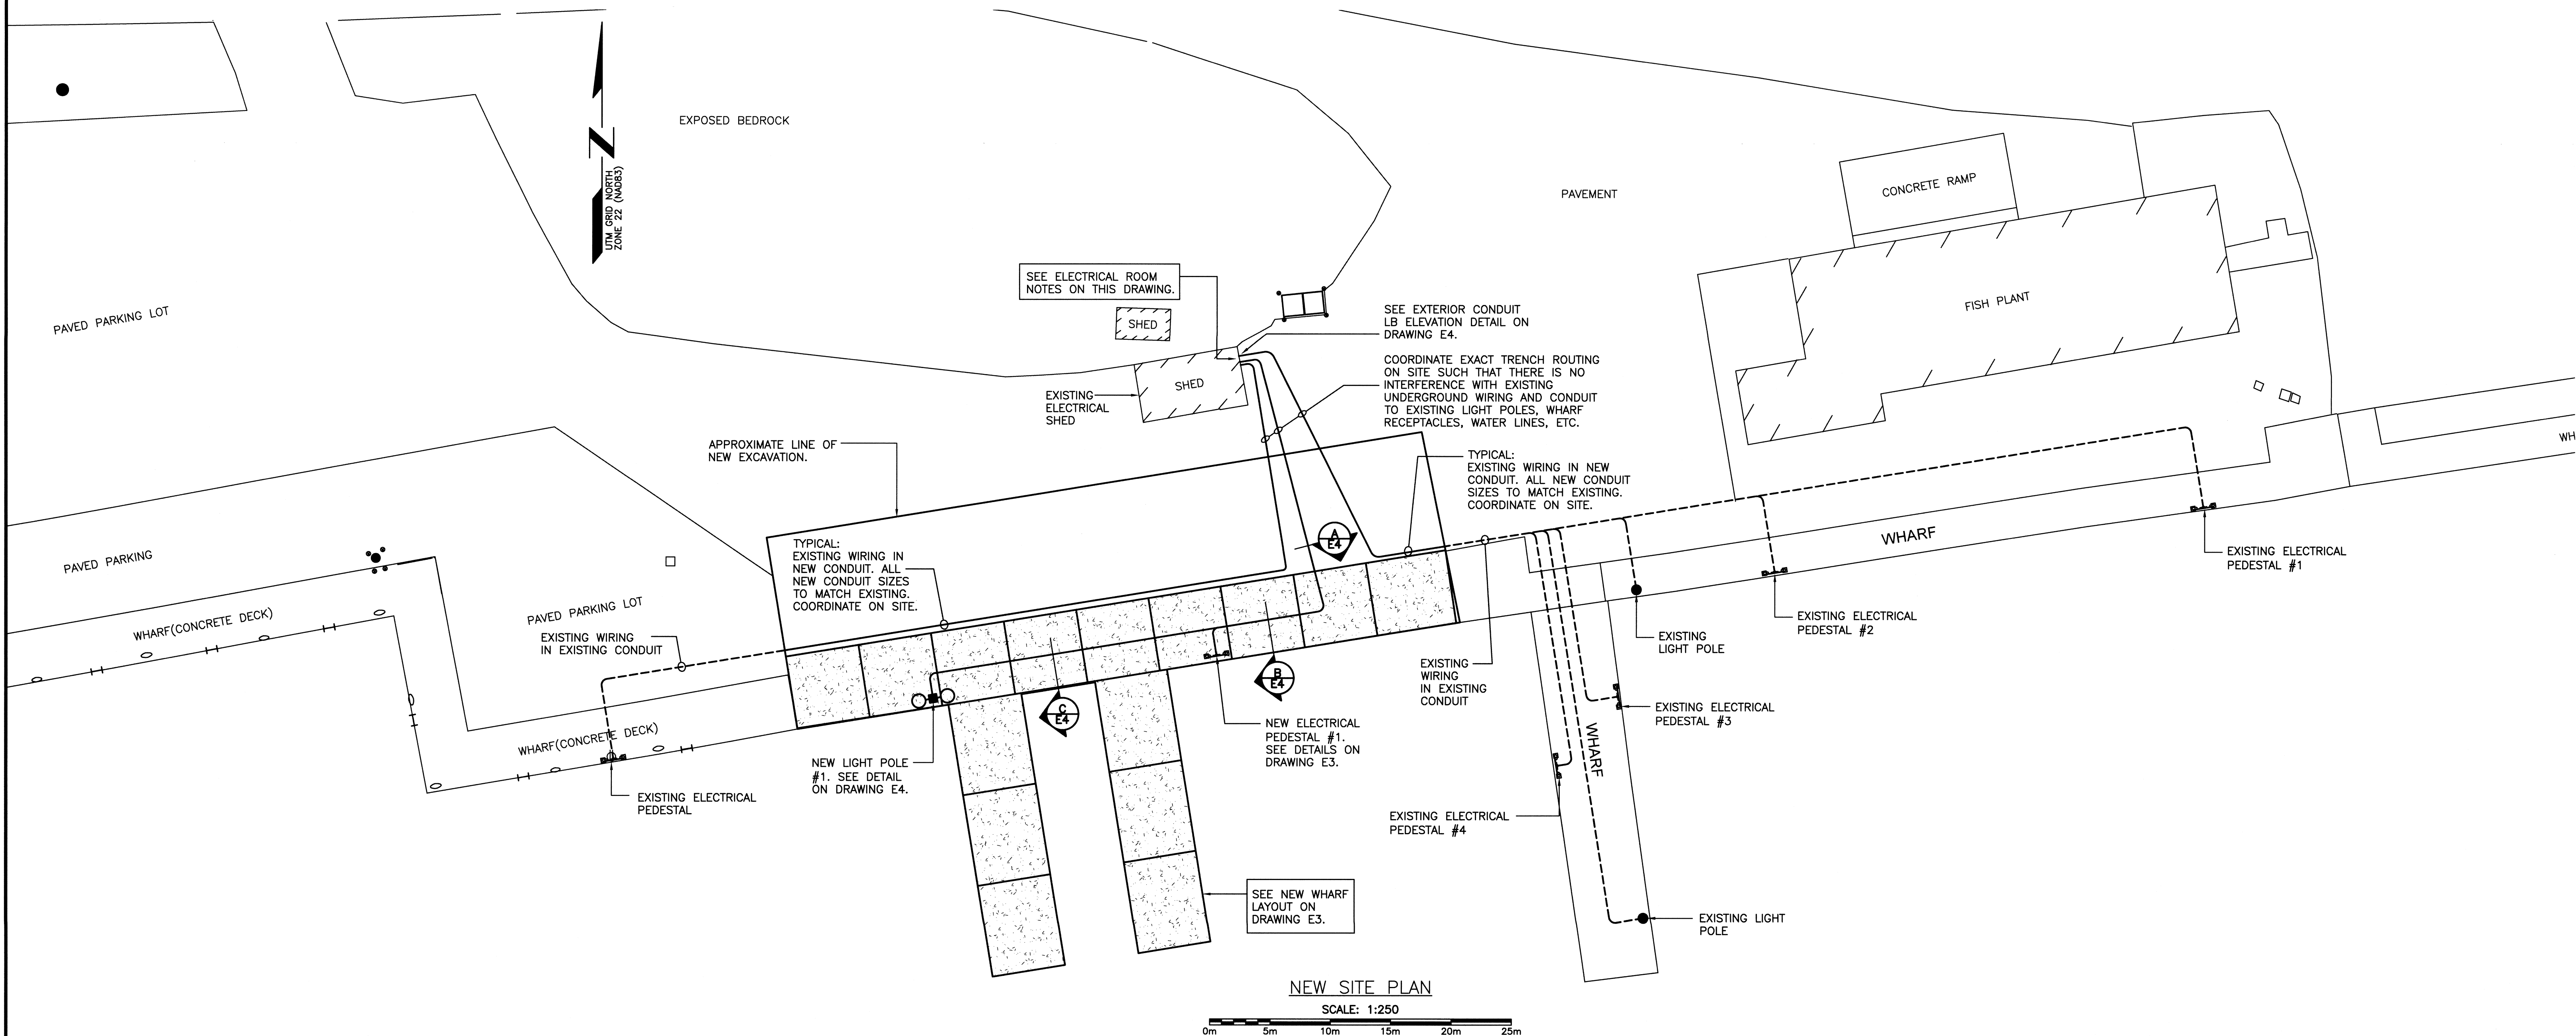 EXPOSED BEDROCK
N
UTM GRID NORTH
ZONE 22 (NAD83)
PAVEMENT
CONCRETE RAMP
FISH PLANT
PAVED PARKING LOT
SEE ELECTRICAL ROOM
NOTES ON THIS DRAWING.
SHED
SEE EXTERIOR CONDUIT
LB ELEVATION DETAIL ON
DRAWING E4.
COORDINATE EXACT TRENCH ROUTING
ON SITE SUCH THAT THERE IS NO
INTERFERENCE WITH EXISTING
UNDERGROUND WIRING AND CONDUIT
TO EXISTING LIGHT POLES, WHARF
RECEPTACLES, WATER LINES, ETC.
SHED
EXISTING
ELECTRICAL
SHED
APPROXIMATE LINE OF
NEW EXCAVATION.
TYPICAL:
EXISTING WIRING IN NEW
CONDUIT. ALL NEW CONDUIT
SIZES TO MATCH EXISTING.
COORDINATE ON SITE.
WH
TYPICAL:
EXISTING WIRING IN
NEW CONDUIT. ALL
NEW CONDUIT SIZES
TO MATCH EXISTING.
COORDINATE ON SITE.
A
E4
WHARF
EXISTING ELECTRICAL
PEDESTAL #1
PAVED PARKING
WHARF(CONCRETE DECK)
PAVED PARKING LOT
EXISTING WIRING
IN EXISTING CONDUIT
EXISTING ELECTRICAL
PEDESTAL #2
EXISTING
LIGHT POLE
EXISTING
WIRING
IN EXISTING
CONDUIT
B
E4
C
E4
EXISTING ELECTRICAL
PEDESTAL #3
WHARF
WHARF(CONCRETE DECK)
NEW ELECTRICAL
PEDESTAL #1.
SEE DETAILS ON
DRAWING E3.
NEW LIGHT POLE
#1. SEE DETAIL
ON DRAWING E4.
EXISTING ELECTRICAL
PEDESTAL
EXISTING ELECTRICAL
PEDESTAL #4
SEE NEW WHARF
LAYOUT ON
DRAWING E3.
EXISTING LIGHT
POLE
NEW SITE PLAN
SCALE: 1:250
0m 5m 10m 15m 20m 25m